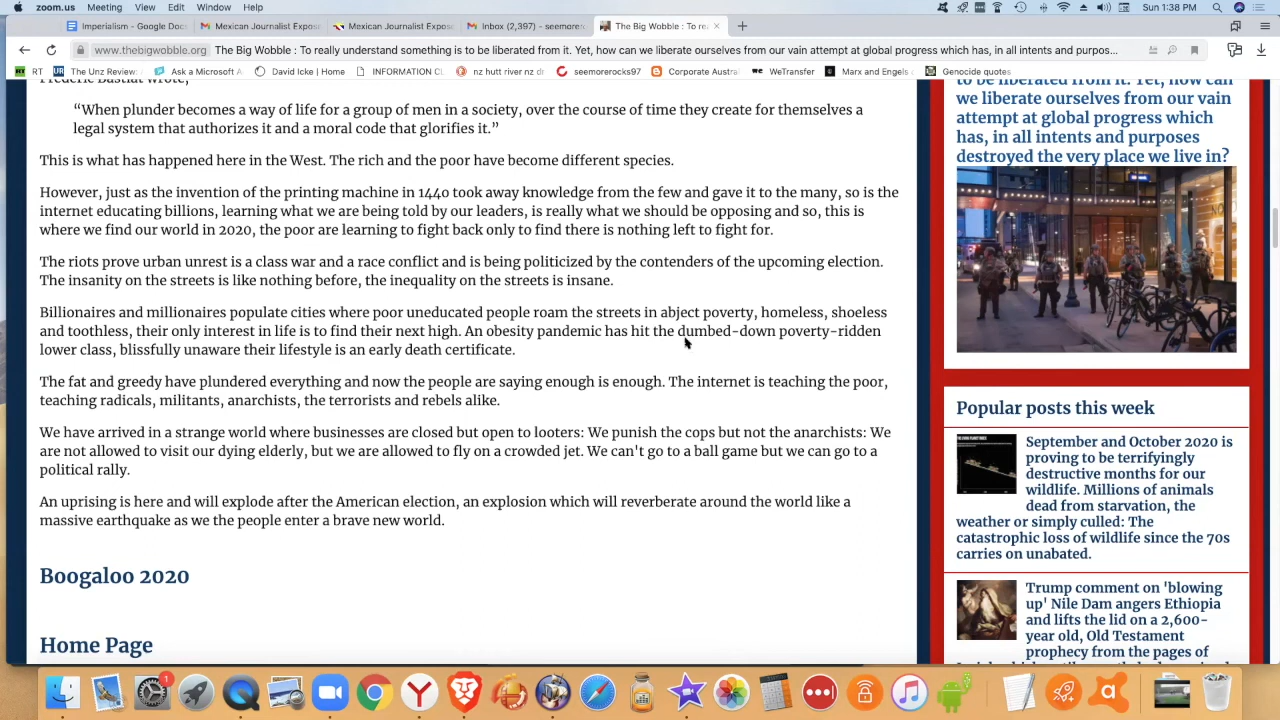 zoom.us Meeting View Edit Window Help Sun 1:38 PM
Imperialism - Google Doc Mexican Journalist Expos Mexican Journalist Expos Inbox (2,397) - seemore The Big Wobble : To rea
www.thebigwobble.org The Big Wobble : To really understand something is to be liberated from it. Yet, how can we liberate ourselves from our vain attempt at global progress which has, in all intents and purpos...
RT The Unz Review: Ask a Microsoft A David Icke | Home INFORMATION CL nz hutt river nz dr seemorerocks97 Corporate Austral WeTransfer Marx and Engels Genocide quotes
Frederic Bastiat wrote,
“When plunder becomes a way of life for a group of men in a society, over the course of time they create for themselves a
legal system that authorizes it and a moral code that glorifies it.”
This is what has happened here in the West. The rich and the poor have become different species.
However, just as the invention of the printing machine in 1440 took away knowledge from the few and gave it to the many, so is the
internet educating billions, learning what we are being told by our leaders, is really what we should be opposing and so, this is
where we find our world in 2020, the poor are learning to fight back only to find there is nothing left to fight for.
The riots prove urban unrest is a class war and a race conflict and is being politicized by the contenders of the upcoming election.
The insanity on the streets is like nothing before, the inequality on the streets is insane.
Billionaires and millionaires populate cities where poor uneducated people roam the streets in abject poverty, homeless, shoeless
and toothless, their only interest in life is to find their next high. An obesity pandemic has hit the dumbed-down poverty-ridden
lower class, blissfully unaware their lifestyle is an early death certificate.
The fat and greedy have plundered everything and now the people are saying enough is enough. The internet is teaching the poor,
teaching radicals, militants, anarchists, the terrorists and rebels alike.
We have arrived in a strange world where businesses are closed but open to looters: We punish the cops but not the anarchists: We
are not allowed to visit our dying elderly, but we are allowed to fly on a crowded jet. We can't go to a ball game but we can go to a
political rally.
An uprising is here and will explode after the American election, an explosion which will reverberate around the world like a
massive earthquake as we the people enter a brave new world.
Boogaloo 2020
Home Page
to be liberated from it. Yet, how can
we liberate ourselves from our vain
attempt at global progress which
has, in all intents and purposes
destroyed the very place we live in?
Popular posts this week
September and October 2020 is
proving to be terrifyingly
destructive months for our
wildlife. Millions of animals
dead from starvation, the
weather or simply culled: The
catastrophic loss of wildlife since the 70s
carries on unabated.
Trump comment on 'blowing
up' Nile Dam angers Ethiopia
and lifts the lid on a 2,600-
year old, Old Testament
prophecy from the pages of
1